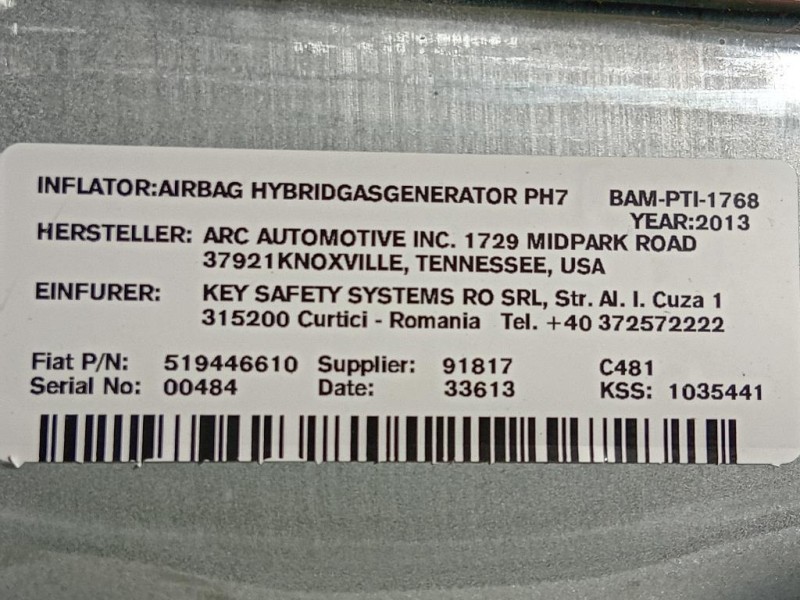 INFLATOR:AIRBAG HYBRIDGASGENERATOR PH7 BAM-PTI-1768
YEAR:2013
HERSTELLER: ARC AUTOMOTIVE INC. 1729 MIDPARK ROAD
37921KNOXVILLE, TENNESSEE, USA
EINFURER: KEY SAFETY SYSTEMS RO SRL, Str. Al. I. Cuza 1
315200 Curtici - Romania Tel. +40 372572222
Fiat P/N: 519446610 Supplier: 91817 C481
Serial No: 00484 Date: 33613 KSS: 1035441